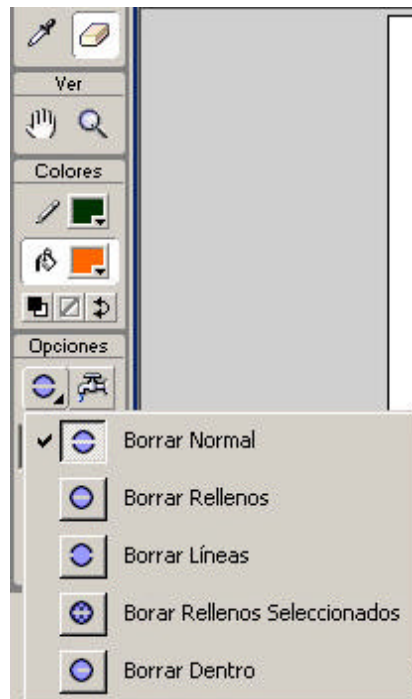 Ver
Colores
Opciones
Borrar Normal
Borrar Rellenos
Borrar Líneas
Borar Rellenos Seleccionados
Borrar Dentro